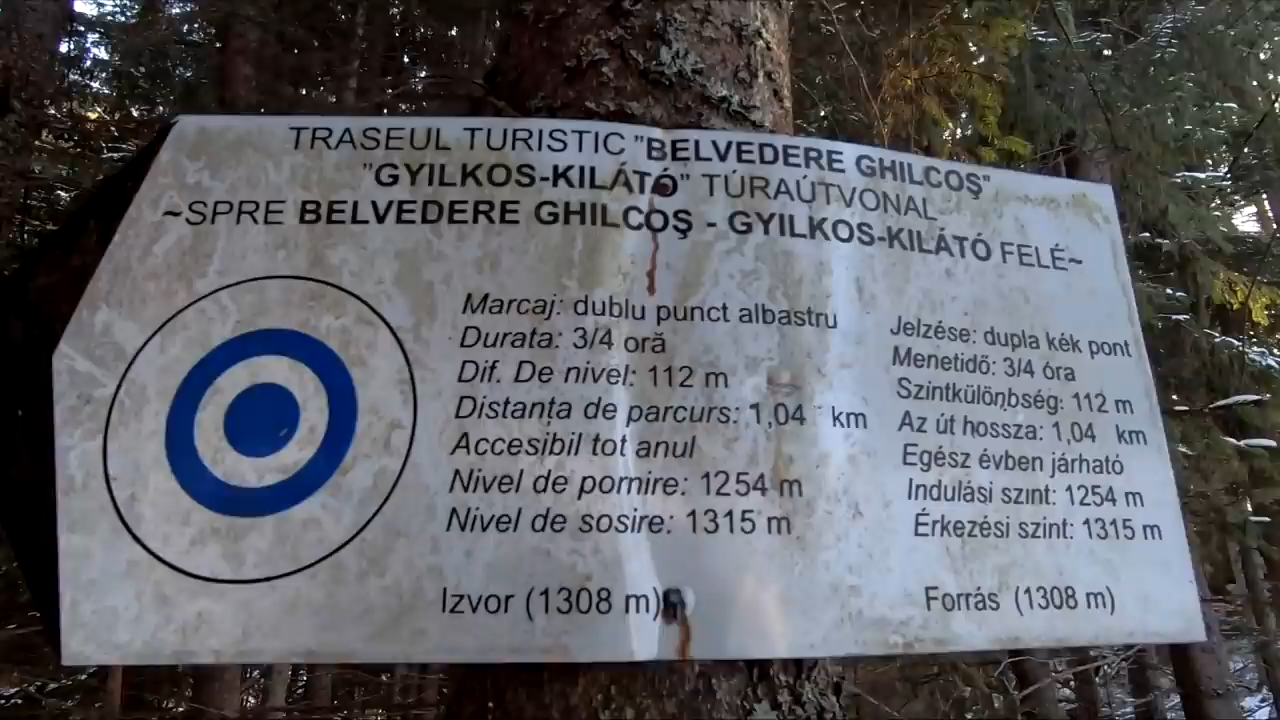 TRASEUL TURISTIC "BELVEDERE GHILCOȘ"
"GYILKOS-KILÁTÓ" TÚRAÚTVONAL
~SPRE BELVEDERE GHILCOŞ - GYILKOS-KILÁTÓ FELÉ~
Marcaj: dublu punct albastru
Durata: 3/4 oră
Dif. De nivel: 112 m
Distanța de parcurs: 1,04 km
Accesibil tot anul
Nivel de pornire: 1254 m
Nivel de sosire: 1315 m
Izvor (1308 m)
Jelzése: dupla kék pont
Menetidő: 3/4 óra
Szintkülönbség: 112 m
Az út hossza: 1,04 km
Egész évben járható
Indulási szint: 1254 m
Érkezési szint: 1315 m
Forrás (1308 m)